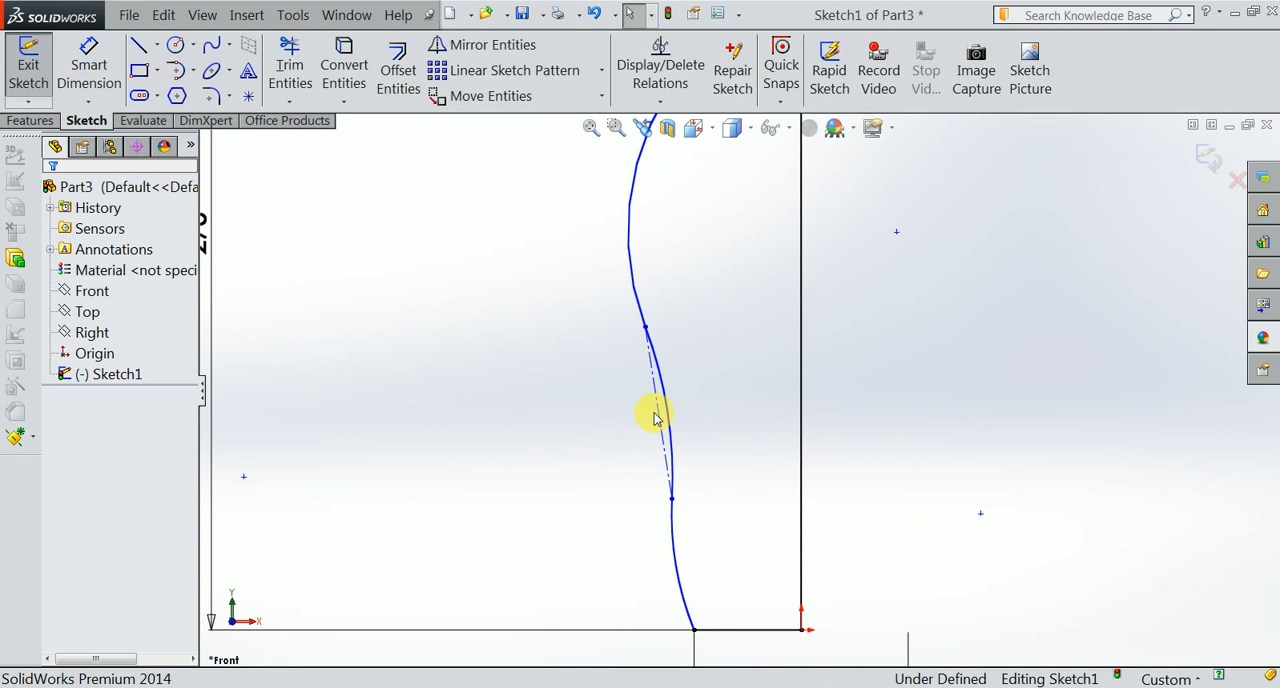 SOLIDWORKS File Edit View Insert Tools Window Help Sketch1 of Part3 * Search Knowledge Base ?
Exit Sketch
Smart Dimension
Trim Entities
Convert Entities
Offset Entities
Mirror Entities
Linear Sketch Pattern
Move Entities
Display/Delete Relations
Repair Sketch
Quick Snaps
Rapid Sketch
Record Video
Stop Vid...
Image Capture
Sketch Picture
Features Sketch Evaluate DimXpert Office Products
Part3 (Default<<Defa
History
Sensors
Annotations
Material <not speci
Front
Top
Right
Origin
(-) Sketch1
Y
X
*Front
SolidWorks Premium 2014 Under Defined Editing Sketch1 Custom